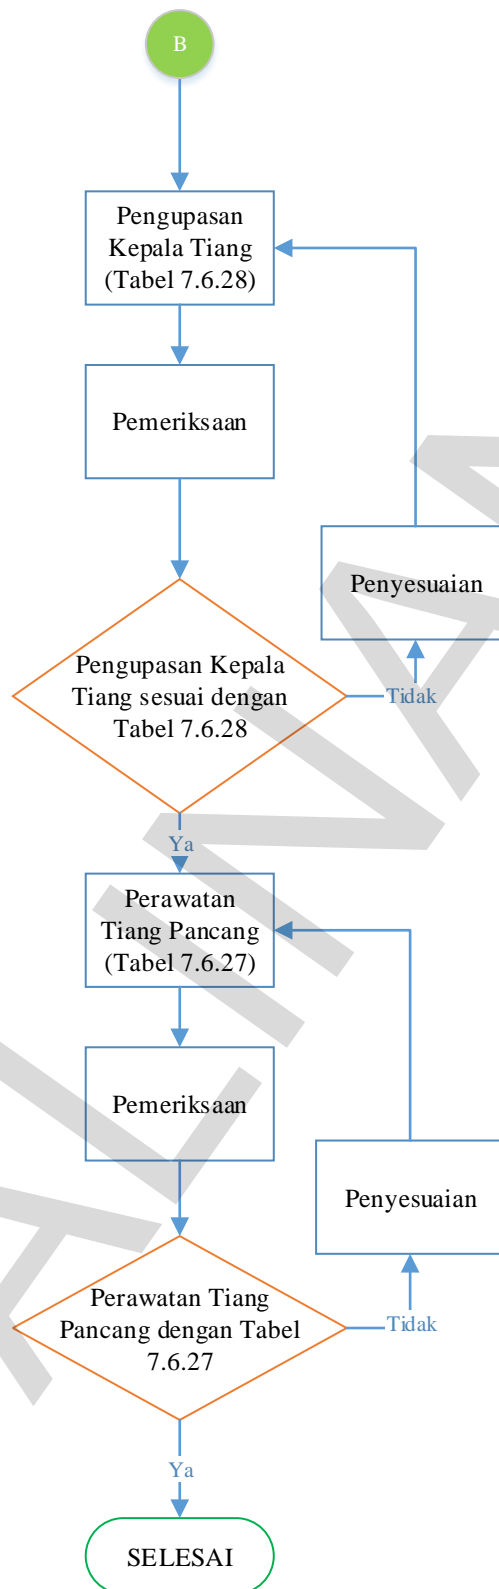 B
Pengupasan
Kepala Tiang
(Tabel 7.6.28)
Pemeriksaan
Penyesuaian
Pengupasan Kepala
Tiang sesuai dengan
Tabel 7.6.28
Tidak
Ya
Perawatan
Tiang Pancang
(Tabel 7.6.27)
Pemeriksaan
Penyesuaian
Perawatan Tiang
Pancang dengan Tabel
7.6.27
Tidak
Ya
SELESAI